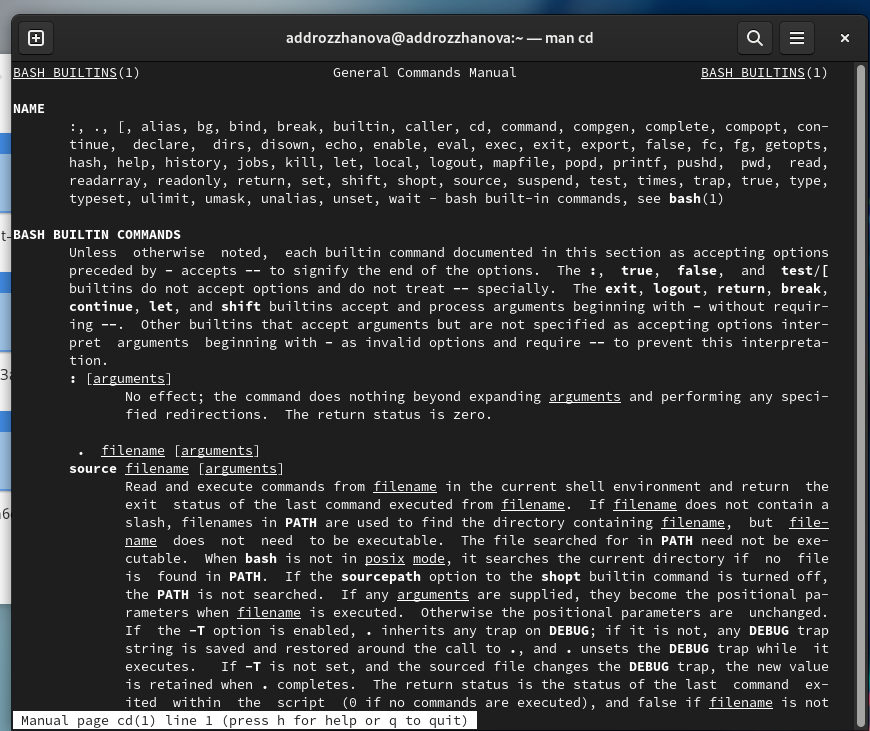 addrozzhanova@addrozzhanova:~ — man cd
BASH BUILTINS(1) General Commands Manual BASH BUILTINS(1)
NAME
:, ., [, alias, bg, bind, break, builtin, caller, cd, command, compgen, complete, compopt, con-
tinue, declare, dirs, disown, echo, enable, eval, exec, exit, export, false, fc, fg, getopts,
hash, help, history, jobs, kill, let, local, logout, mapfile, popd, printf, pushd, pwd, read,
readarray, readonly, return, set, shift, shopt, source, suspend, test, times, trap, true, type,
typeset, ulimit, umask, unalias, unset, wait - bash built-in commands, see bash(1)
BASH BUILTIN COMMANDS
Unless otherwise noted, each builtin command documented in this section as accepting options
preceded by - accepts -- to signify the end of the options. The :, true, false, and test/[
builtins do not accept options and do not treat -- specially. The exit, logout, return, break,
continue, let, and shift builtins accept and process arguments beginning with - without requir-
ing --. Other builtins that accept arguments but are not specified as accepting options inter-
pret arguments beginning with - as invalid options and require -- to prevent this interpreta-
tion.
: [arguments]
No effect; the command does nothing beyond expanding arguments and performing any speci-
fied redirections. The return status is zero.
. filename [arguments]
source filename [arguments]
Read and execute commands from filename in the current shell environment and return the
exit status of the last command executed from filename. If filename does not contain a
slash, filenames in PATH are used to find the directory containing filename, but file-
name does not need to be executable. The file searched for in PATH need not be exe-
cutable. When bash is not in posix mode, it searches the current directory if no file
is found in PATH. If the sourcepath option to the shopt builtin command is turned off,
the PATH is not searched. If any arguments are supplied, they become the positional pa-
rameters when filename is executed. Otherwise the positional parameters are unchanged.
If the -T option is enabled, . inherits any trap on DEBUG; if it is not, any DEBUG trap
string is saved and restored around the call to ., and . unsets the DEBUG trap while it
executes. If -T is not set, and the sourced file changes the DEBUG trap, the new value
is retained when . completes. The return status is the status of the last command ex-
ited within the script (0 if no commands are executed), and false if filename is not
Manual page cd(1) line 1 (press h for help or q to quit)